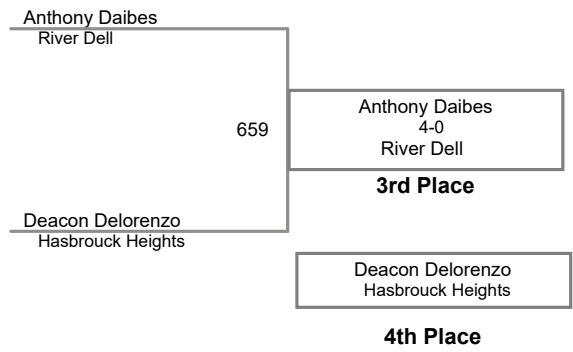 Anthony Daibes
River Dell
659
Anthony Daibes
4-0
River Dell
3rd Place
Deacon Delorenzo
Hasbrouck Heights
Deacon Delorenzo
Hasbrouck Heights
4th Place